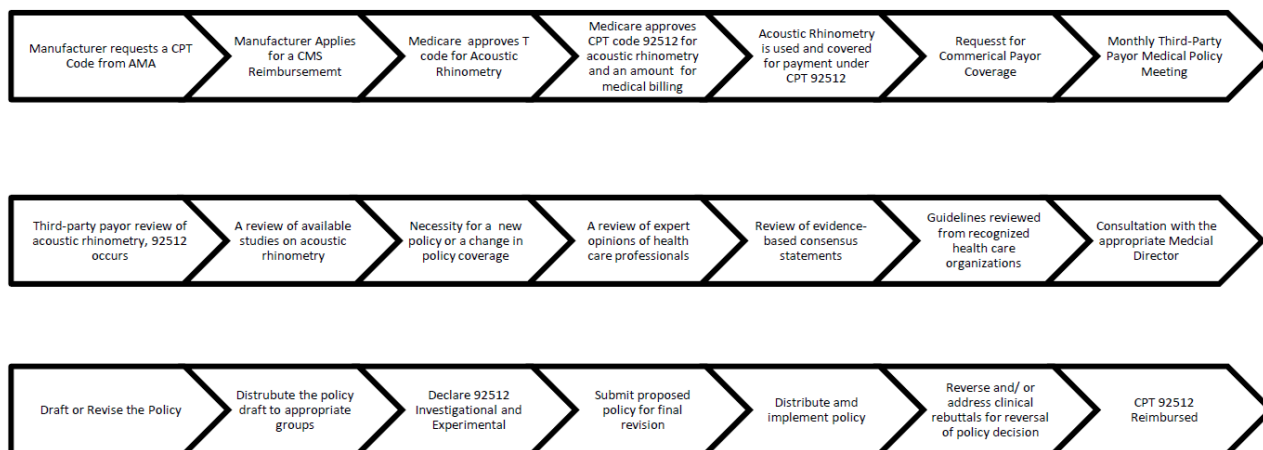 Manufacturer requests a CPT
Code from AMA
Manufacturer Applies
for a CMS
Reimbursememt
Medicare  approves T
code for Acoustic
Rhinometry
Medicare approves
CPT code 92512 for
acoustic rhinometry
and an amount  for
medical billing
Acoustic Rhinometry
is used and covered
for payment under
CPT 92512
Requesst for
Commerical Payor
Coverage
Monthly Third-Party
Payor Medical Policy
Meeting
Third-party payor review of
acoustic rhinometry, 92512
occurs
A review of available
studies on acoustic
rhinometry
Necessity for a  new
policy or a change in
policy coverage
A review of expert
opinions of health
care professionals
Review of evidence-
based consensus
statements
Guidelines reviewed
from recognized
health care
organizations
Consultation with the
appropriate Medcial
Director
Draft or Revise the Policy
Distrubute the policy
draft to appropriate
groups
Declare 92512
Investigational and
Experimental
Submit proposed
policy for final
revision
Distribute amd
implement policy
Reverse and/ or
address clinical
rebuttals for reversal
of policy decision
CPT 92512
Reimbursed